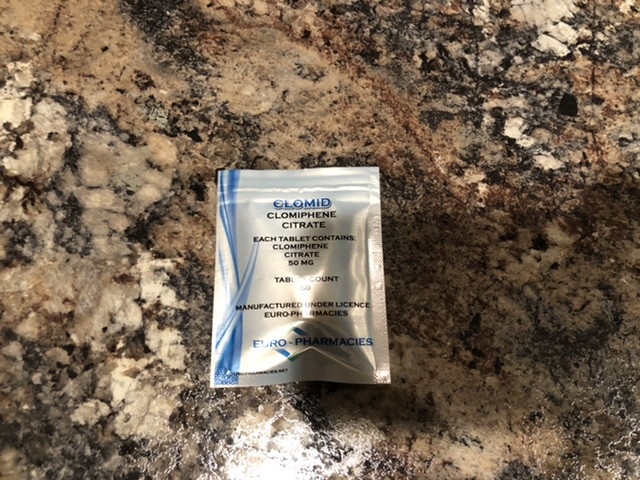 CLOMID
CLOMIPHENE
CITRATE
EACH TABLET CONTAINS:
CLOMIPHENE
CITRATE
50 MG
TABLET COUNT
50
MANUFACTURED UNDER LICENCE
EURO-PHARMACIES
EURO - PHARMACIES